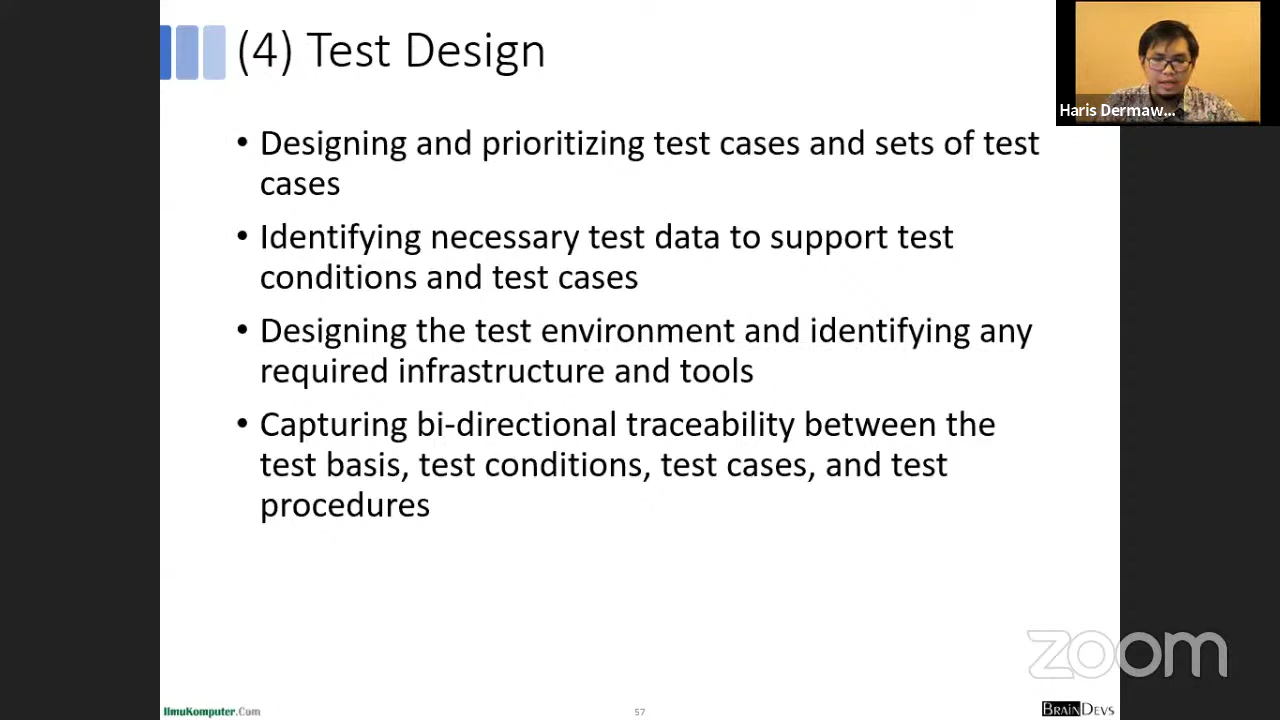 (4) Test Design
Haris Dermaw...
• Designing and prioritizing test cases and sets of test
cases
• Identifying necessary test data to support test
conditions and test cases
• Designing the test environment and identifying any
required infrastructure and tools
• Capturing bi-directional traceability between the
test basis, test conditions, test cases, and test
procedures
zoom
IlmuKomputer.Com
57
BRAINDEVS